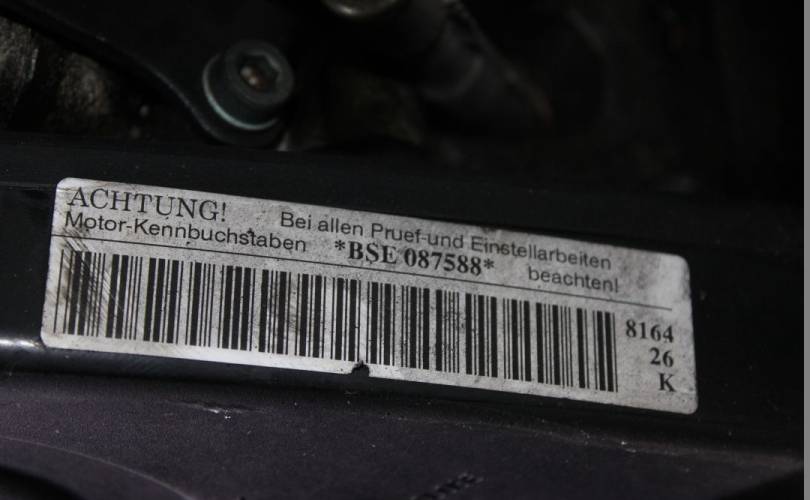 ACHTUNG! Bei allen Pruef-und Einstellarbeiten
Motor-Kennbuchstaben *BSE 087588* beachten!
8164
26
K